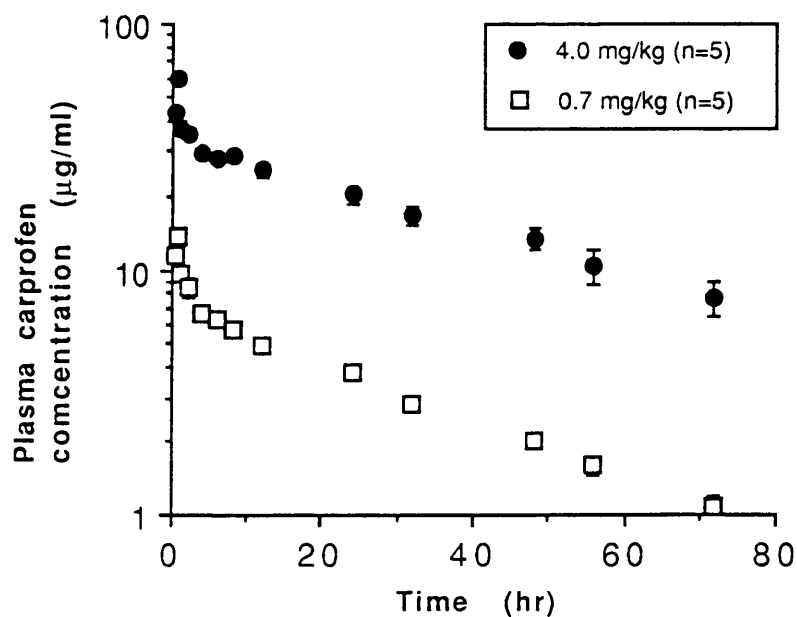 100
10
1
Plasma carprofen
comcentration (μg/ml)
4.0 mg/kg (n=5)
0.7 mg/kg (n=5)
0
20
40
60
80
Time (hr)